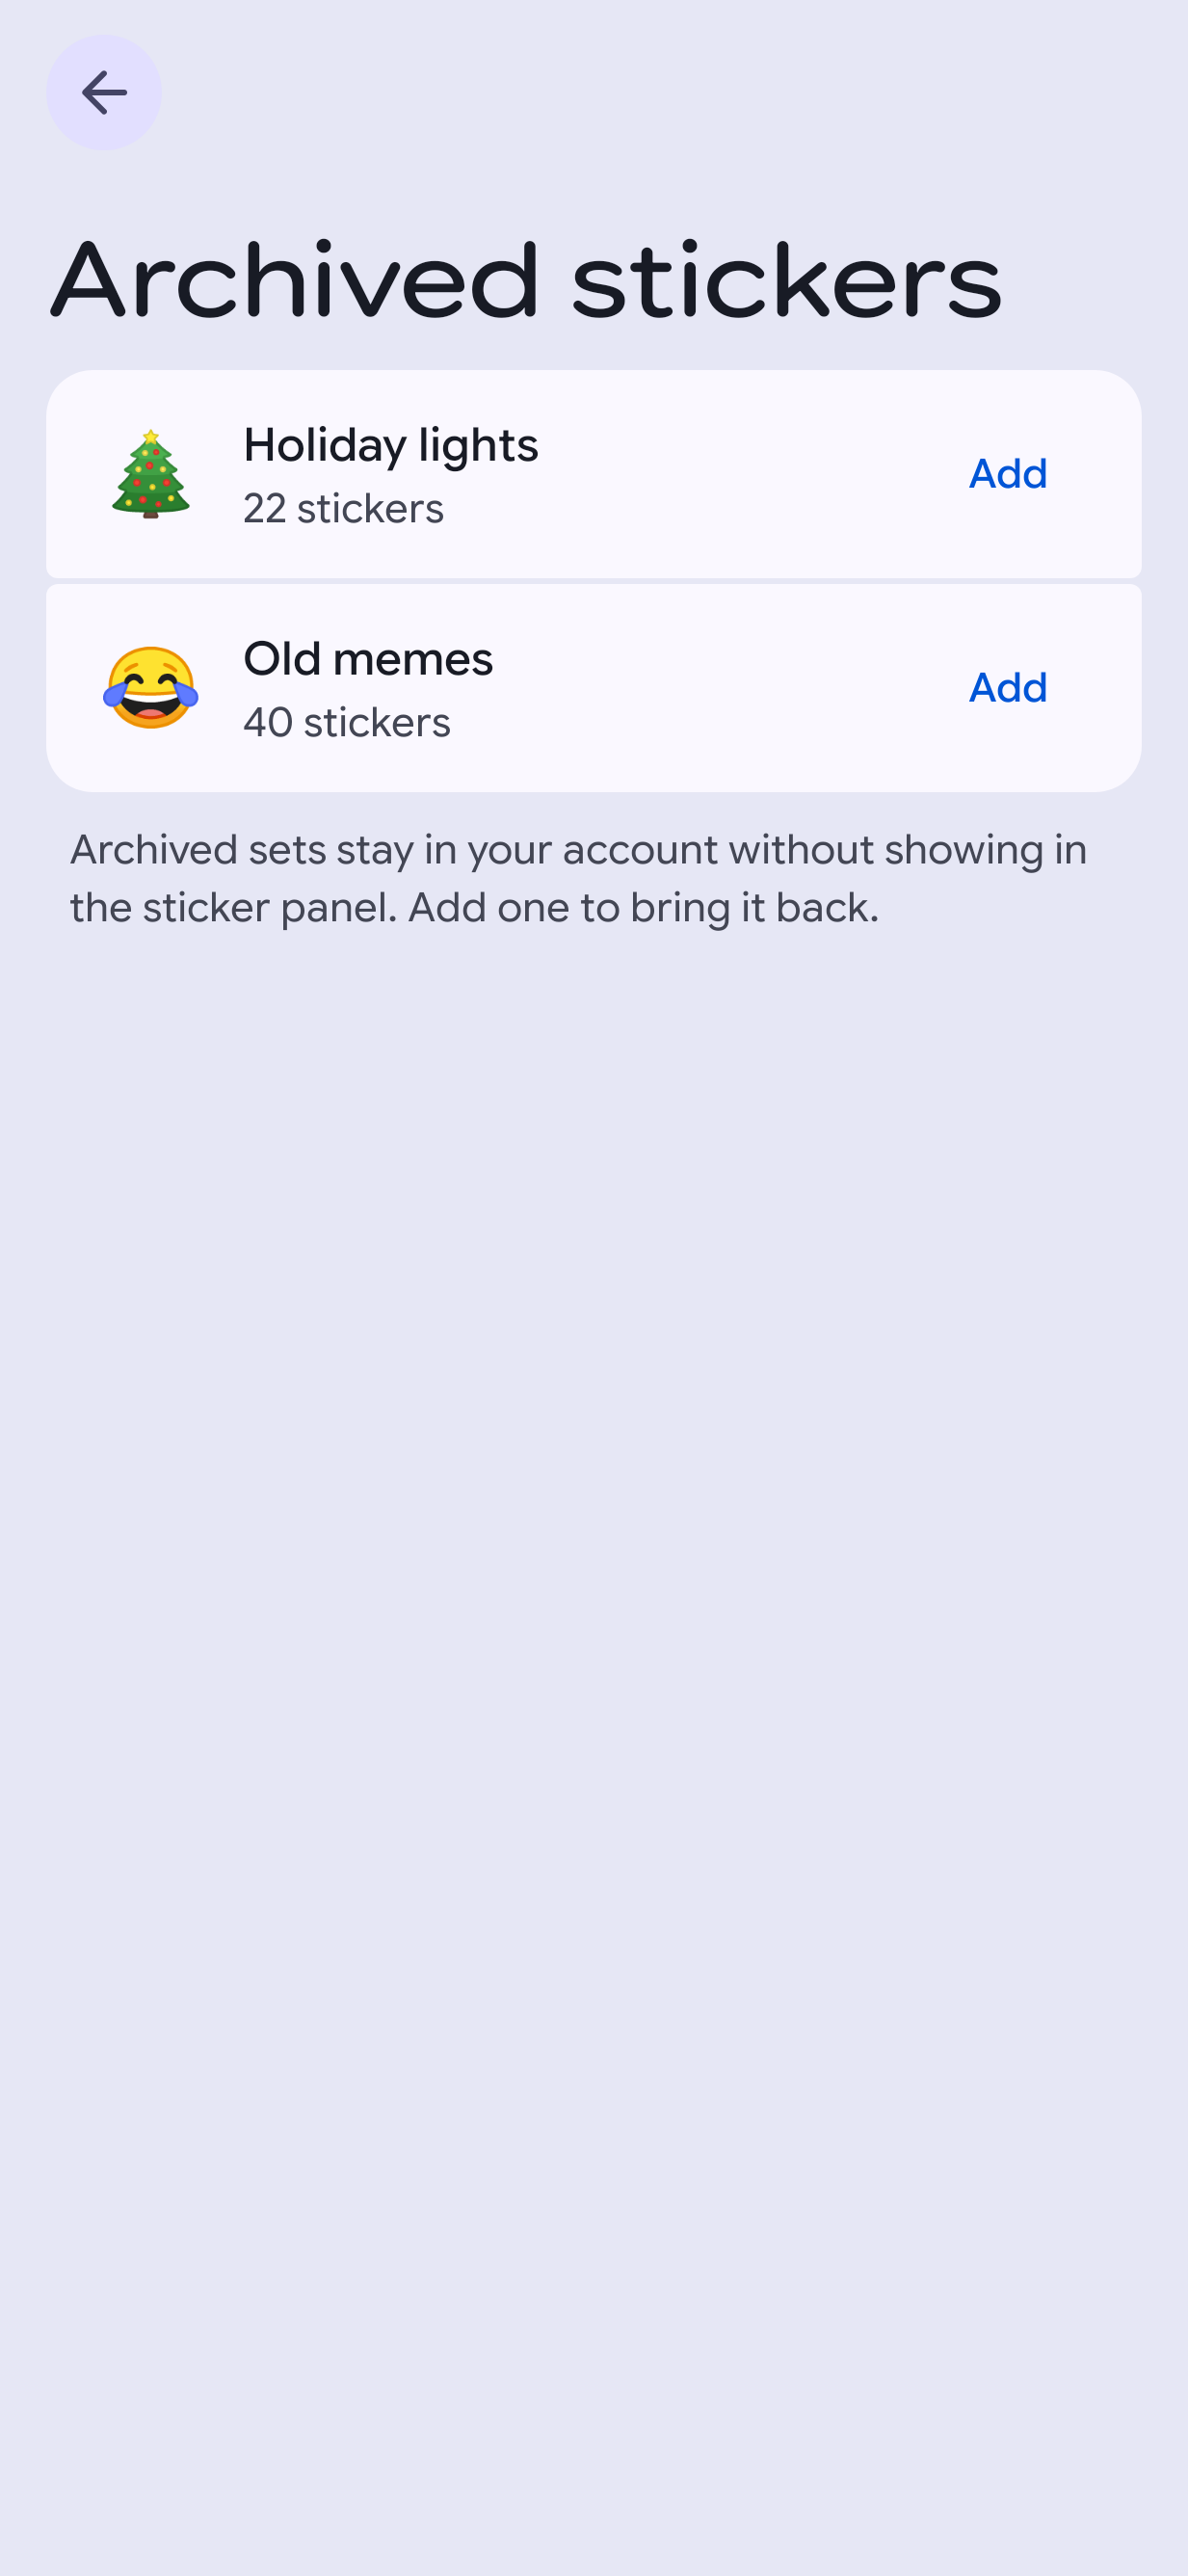 Archived stickers
Holiday lights
22 stickers
Add
Old memes
40 stickers
Add
Archived sets stay in your account without showing in
the sticker panel. Add one to bring it back.